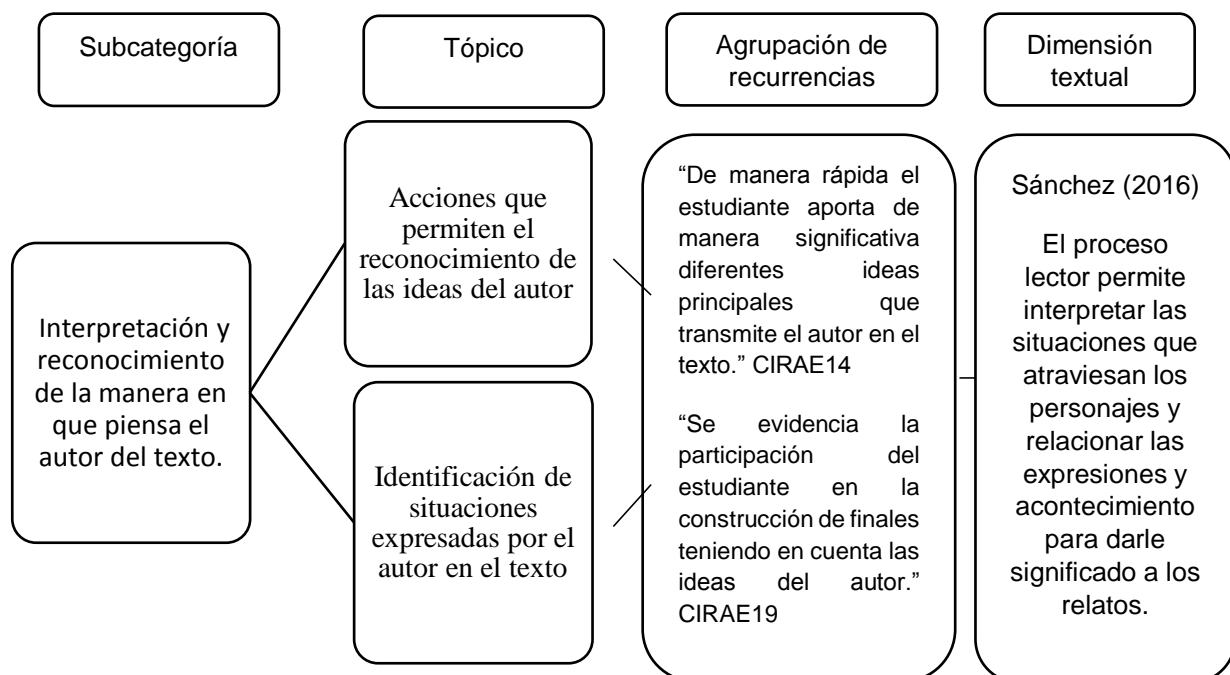 Subcategoría
Tópico
Agrupación de
recurrencias
Dimensión
textual
Interpretación y
reconocimiento
de la manera en
que piensa el
autor del texto.
Acciones que
permiten el
reconocimiento de
las ideas del autor
Identificación de
situaciones
expresadas por el
autor en el texto
“De manera rápida el
estudiante aporta de
manera significativa
diferentes ideas
principales que
transmite el autor en el
texto.” CIRAE14
“Se evidencia la
participación del
estudiante en la
construcción de finales
teniendo en cuenta las
ideas del autor.”
CIRAE19
Sánchez (2016)
El proceso
lector permite
interpretar las
situaciones que
atraviesan los
personajes y
relacionar las
expresiones y
acontecimiento
para darle
significado a los
relatos.